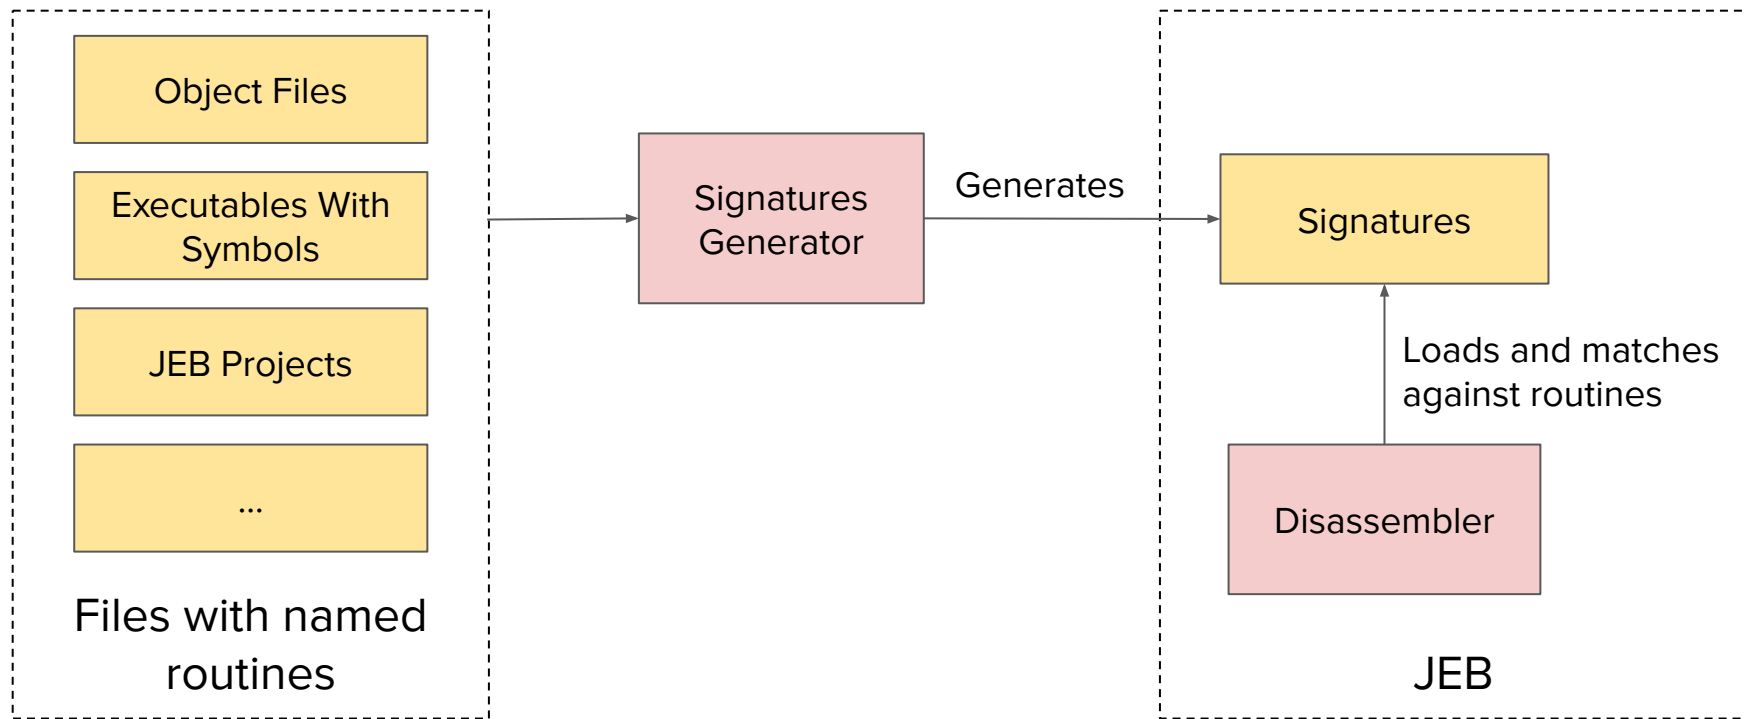 Object Files
Executables With
Symbols
JEB Projects
...
Files with named
routines
Signatures
Generator
Generates
Signatures
Loads and matches
against routines
Disassembler
JEB